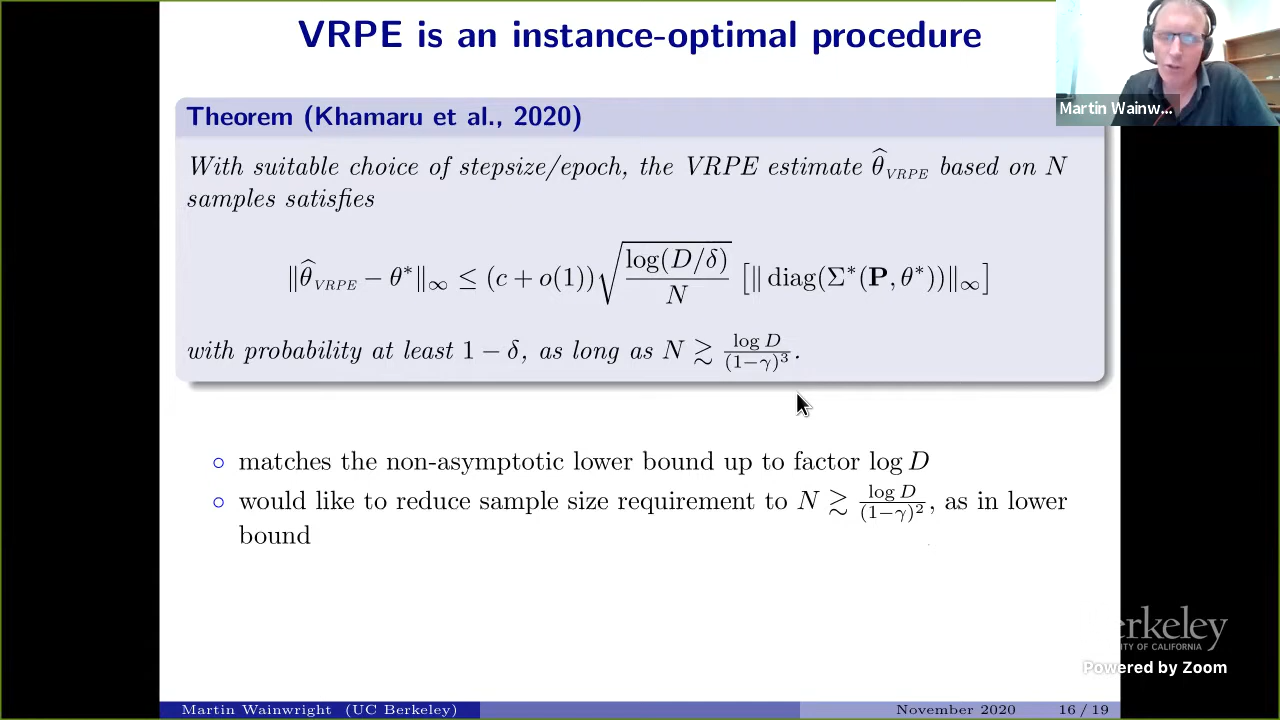 VRPE is an instance-optimal procedure
Martin Wainw...
Theorem (Khamaru et al., 2020)
With suitable choice of stepsize/epoch, the VRPE estimate θ̂_VRPE based on N
samples satisfies
‖θ̂_VRPE − θ*‖_∞ ≤ (c + o(1)) √(log(D/δ)/N) [‖ diag(Σ*(P, θ*))‖_∞]
with probability at least 1 − δ, as long as N ≳ log D/(1−γ)³.
○ matches the non-asymptotic lower bound up to factor log D
○ would like to reduce sample size requirement to N ≳ log D/(1−γ)², as in lower
bound
erkeley
ITY OF CALIFORNIA
Powered by Zoom
Martin Wainwright (UC Berkeley)
November 2020
16 / 19